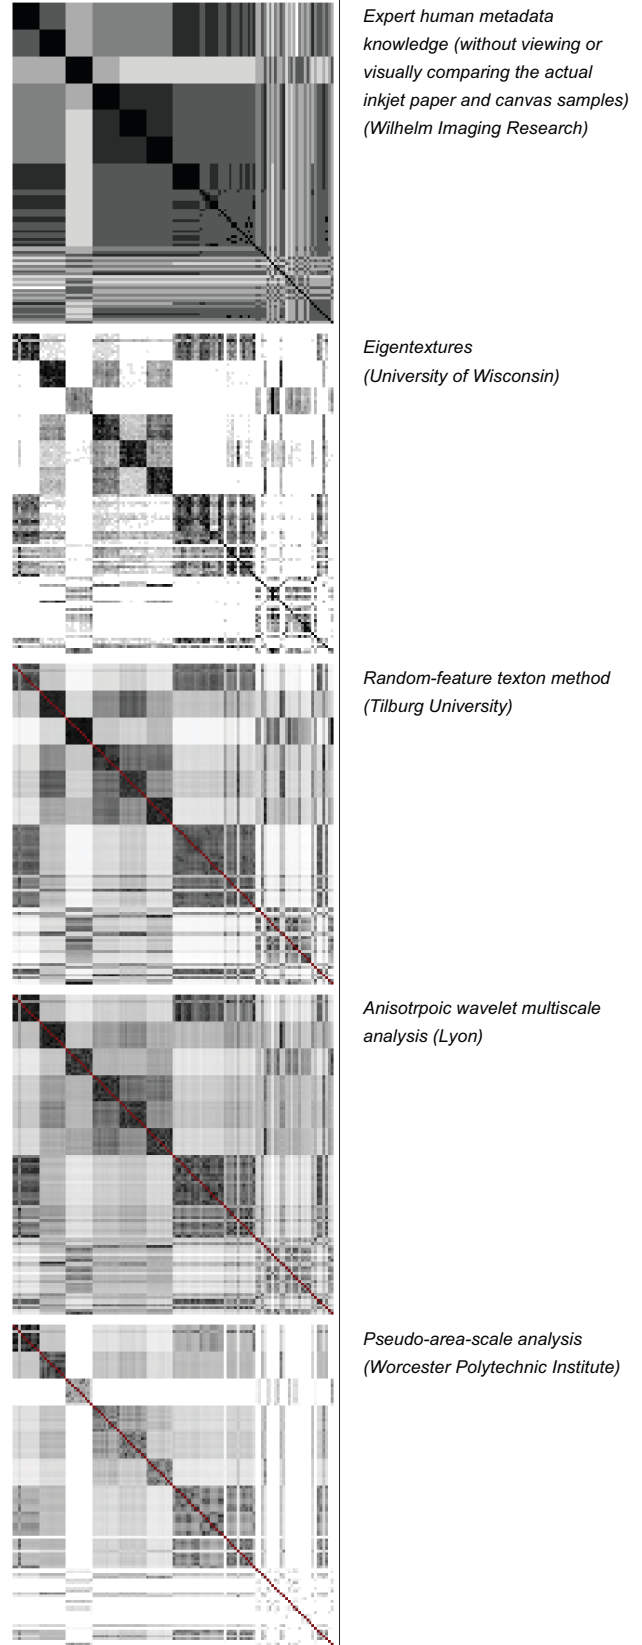 Expert human metadata
knowledge (without viewing or
visually comparing the actual
inkjet paper and canvas samples)
(Wilhelm Imaging Research)
Eigentextures
(University of Wisconsin)
Random-feature texton method
(Tilburg University)
Anisotrpoic wavelet multiscale
analysis (Lyon)
Pseudo-area-scale analysis
(Worcester Polytechnic Institute)